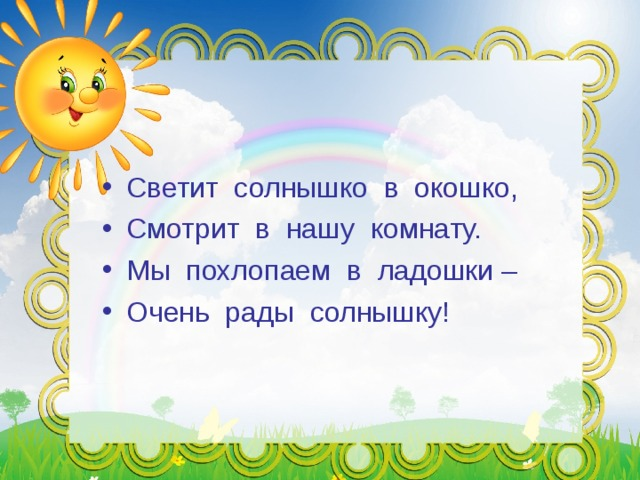 • Светит солнышко в окошко,
• Смотрит в нашу комнату.
• Мы похлопаем в ладошки –
• Очень рады солнышку!